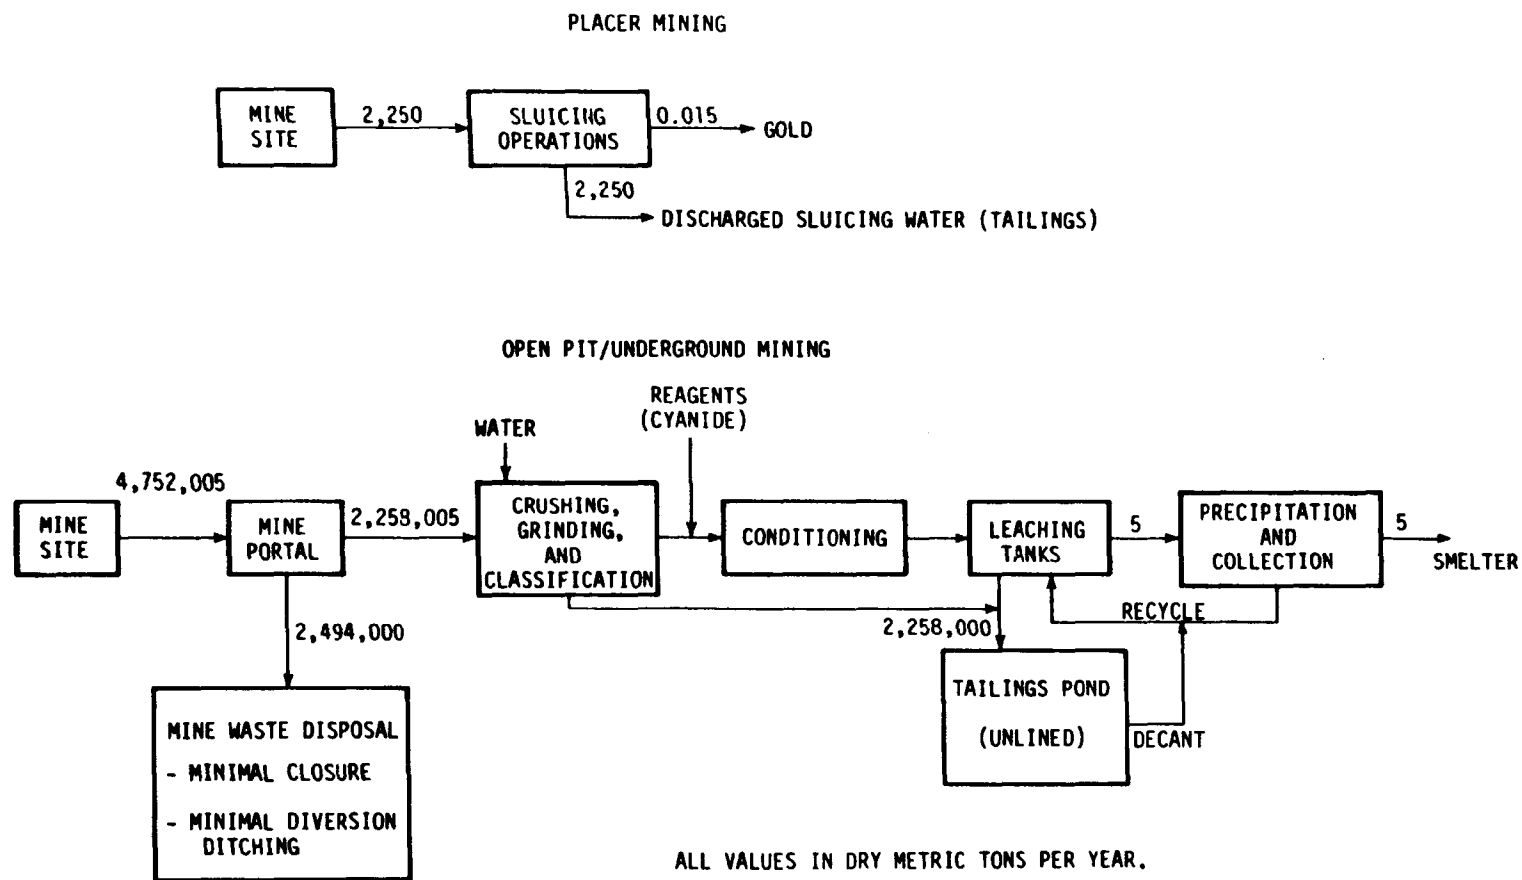 PLACER MINING
MINE
SITE
2,250
SLUICING
OPERATIONS
0.015
GOLD
2,250
DISCHARGED SLUICING WATER (TAILINGS)
OPEN PIT/UNDERGROUND MINING
REAGENTS
(CYANIDE)
WATER
4,752,005
MINE
SITE
MINE
PORTAL
2,258,005
CRUSHING,
GRINDING,
AND
CLASSIFICATION
CONDITIONING
LEACHING
TANKS
5
PRECIPITATION
AND
COLLECTION
5
SMELTER
RECYCLE
2,258,000
2,494,000
TAILINGS POND
(UNLINED)
DECANT
MINE WASTE DISPOSAL
- MINIMAL CLOSURE
- MINIMAL DIVERSION
DITCHING
ALL VALUES IN DRY METRIC TONS PER YEAR.